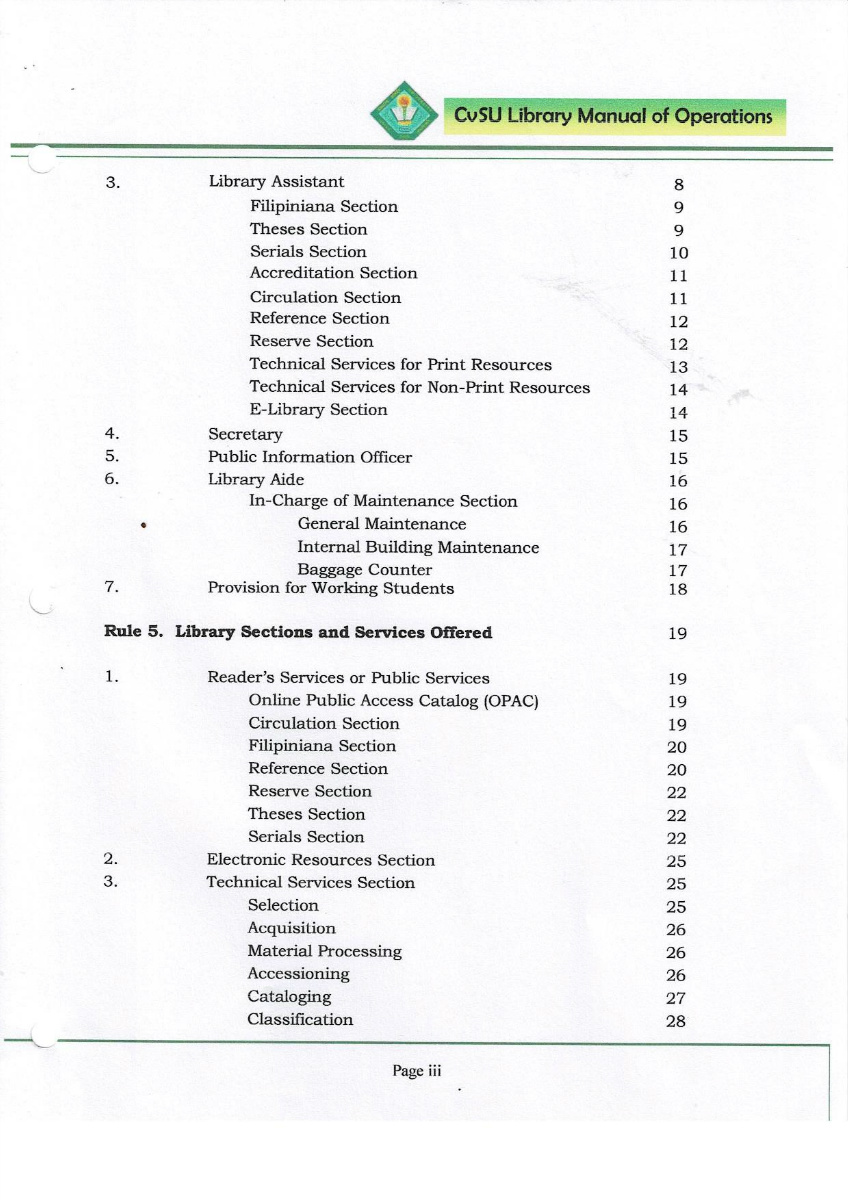 CvSU Library Manual of Operations
3. Library Assistant 8
Filipiniana Section 9
Theses Section 9
Serials Section 10
Accreditation Section 11
Circulation Section 11
Reference Section 12
Reserve Section 12
Technical Services for Print Resources 13
Technical Services for Non-Print Resources 14
E-Library Section 14
4. Secretary 15
5. Public Information Officer 15
6. Library Aide 16
In-Charge of Maintenance Section 16
General Maintenance 16
Internal Building Maintenance 17
Baggage Counter 17
7. Provision for Working Students 18
Rule 5. Library Sections and Services Offered 19
1. Reader's Services or Public Services 19
Online Public Access Catalog (OPAC) 19
Circulation Section 19
Filipiniana Section 20
Reference Section 20
Reserve Section 22
Theses Section 22
Serials Section 22
2. Electronic Resources Section 25
3. Technical Services Section 25
Selection 25
Acquisition 26
Material Processing 26
Accessioning 26
Cataloging 27
Classification 28
Page iii